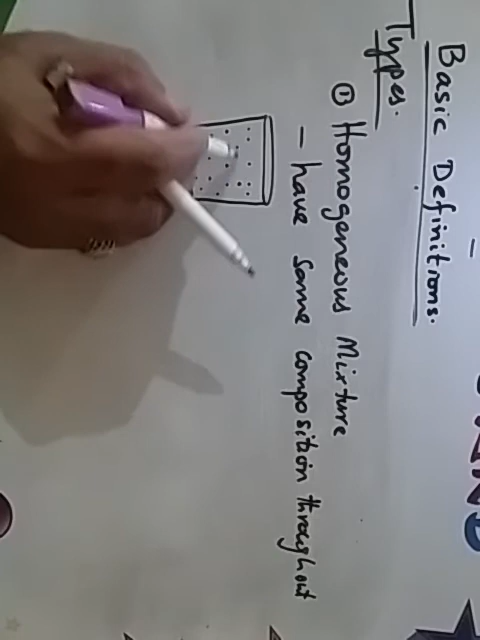 Basic Definitions.
Types.
① Homogeneous Mixture
- have same composition throughout